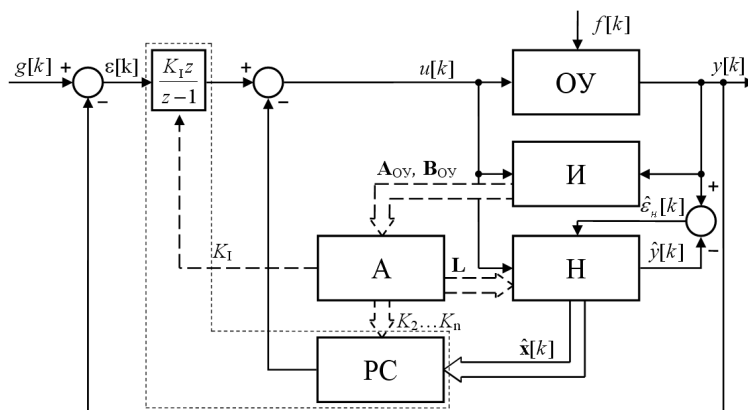 f[k]
g[k] + ε[k] K_I z / z−1 + u[k] ОУ y[k]
− −
A_ОУ, B_ОУ И +
ε̂_н[k]
K_I А L Н ŷ[k] −
K_2…K_n
РС x̂[k]